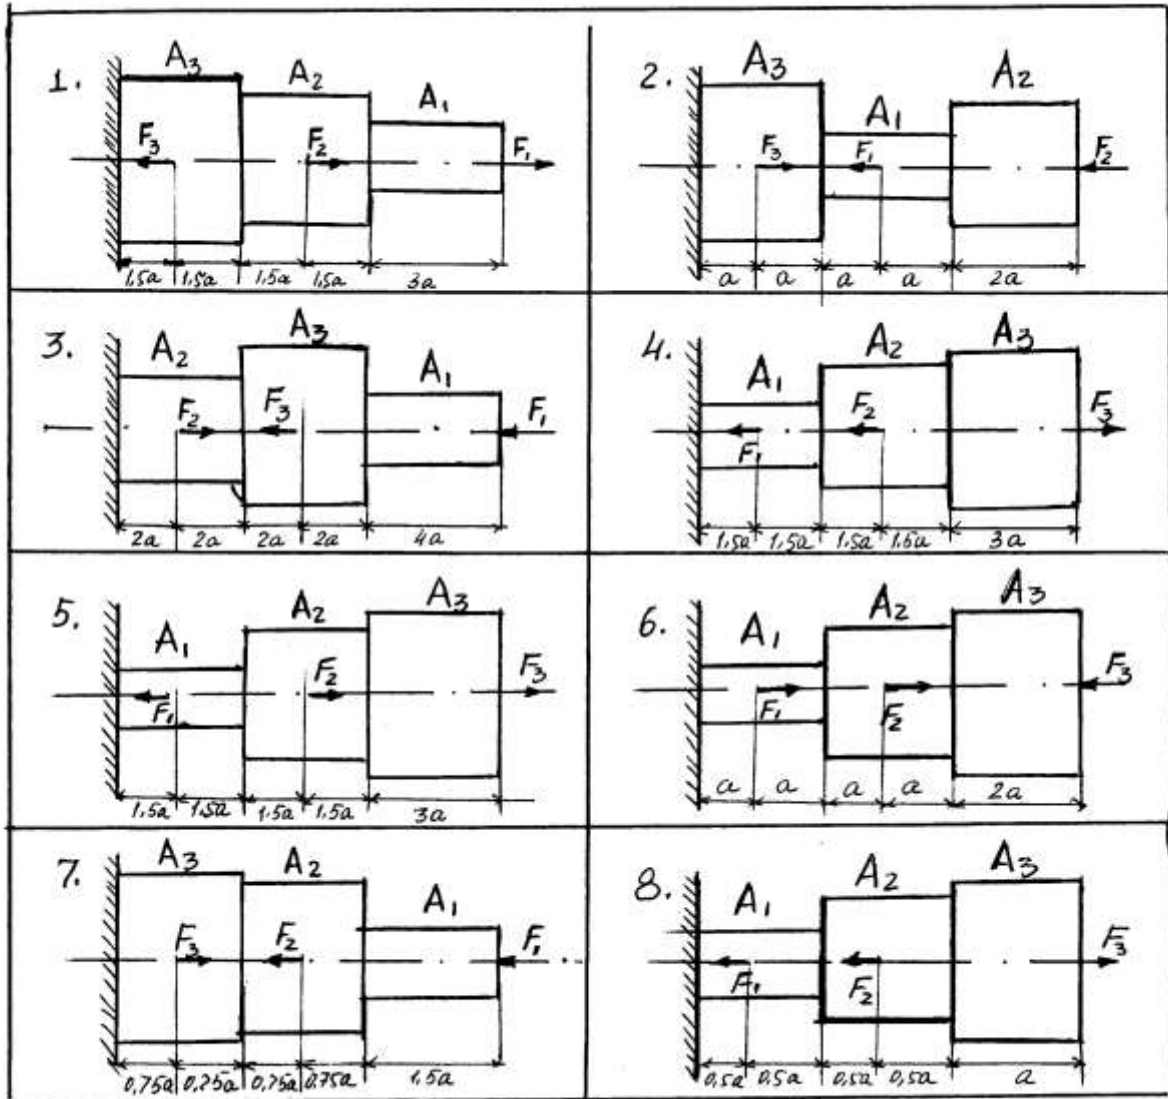 1. A3 A2 A1
F3 F2 F1
1,5a 1,5a 1,5a 1,5a 3a
2. A3 A1 A2
F3 F1 F2
a a a a 2a
3. A2 A3 A1
F2 F3 F1
2a 2a 2a 2a 4a
4. A1 A2 A3
F1 F2 F3
1,5a 1,5a 1,5a 1,5a 3a
5. A1 A2 A3
F1 F2 F3
1,5a 1,5a 1,5a 1,5a 3a
6. A1 A2 A3
F1 F2 F3
a a a a 2a
7. A3 A2 A1
F3 F2 F1
0,75a 0,75a 0,75a 0,75a 1,5a
8. A1 A2 A3
F1 F2 F3
0,5a 0,5a 0,5a 0,5a a